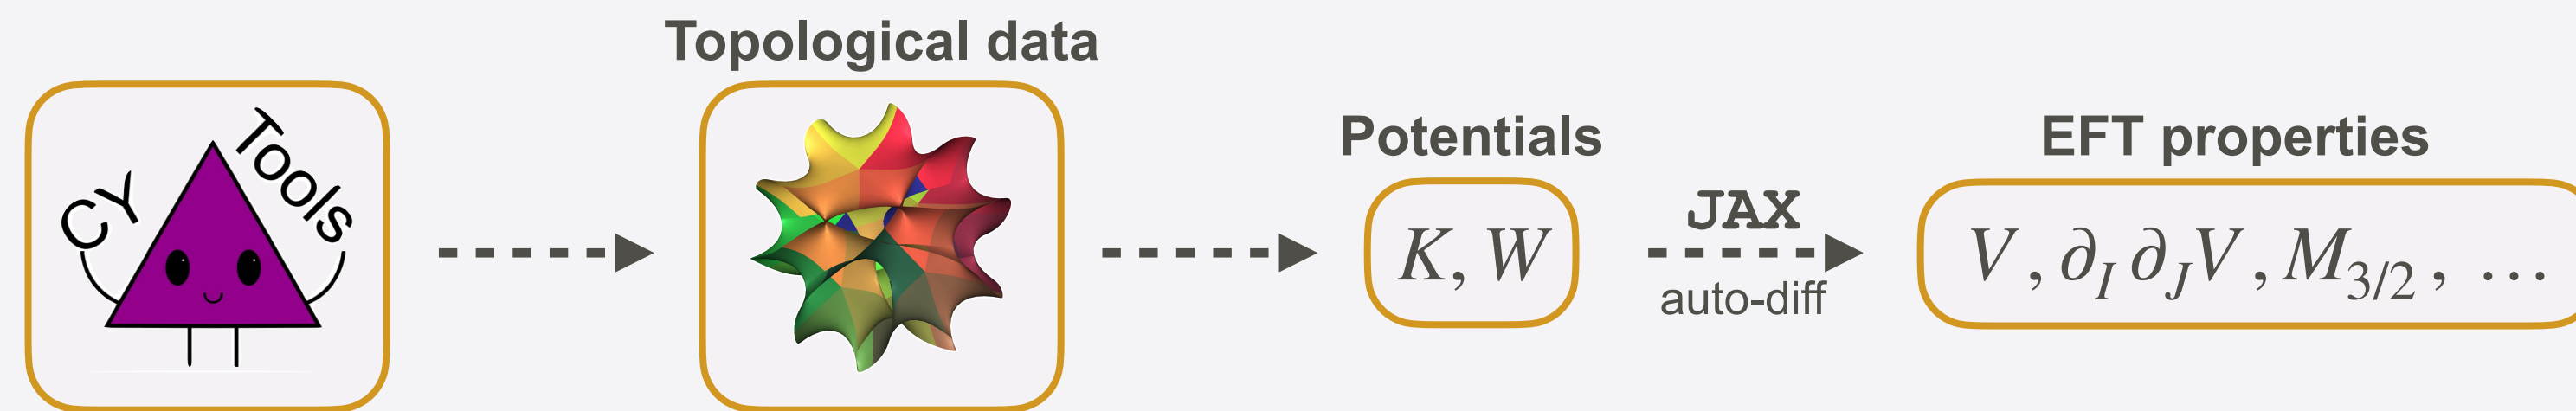 CY Tools
Topological data
Potentials
K, W
JAX
auto-diff
EFT properties
V, ∂_I ∂_J V, M_{3/2}, …